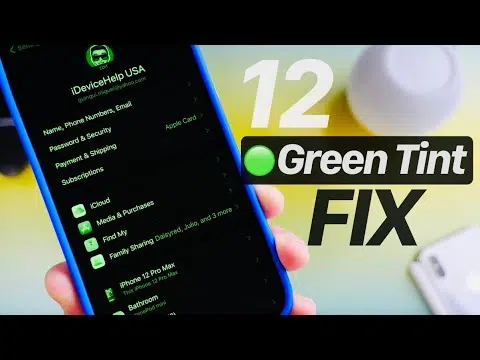 iDeviceHelp USA
Name, Phone Numbers, Email
Password & Security
Payment & Shipping
Apple Card
Subscriptions
iCloud
Media & Purchases
Find My
Family Sharing
Daisyred, Julio, and 3 more
iPhone 12 Pro Max
This iPhone 12 Pro Max
Bathroom
12
Green Tint
FIX